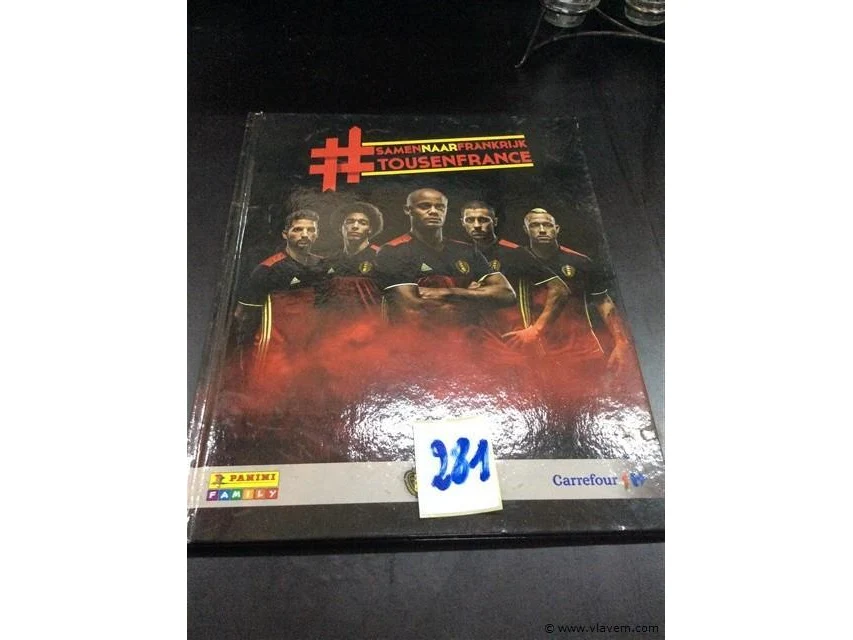 #
SAMENNAARFRANKRIJK
TOUSENFRANCE
281
PANINI
FAMILY
Carrefour
© www.vlavem.com